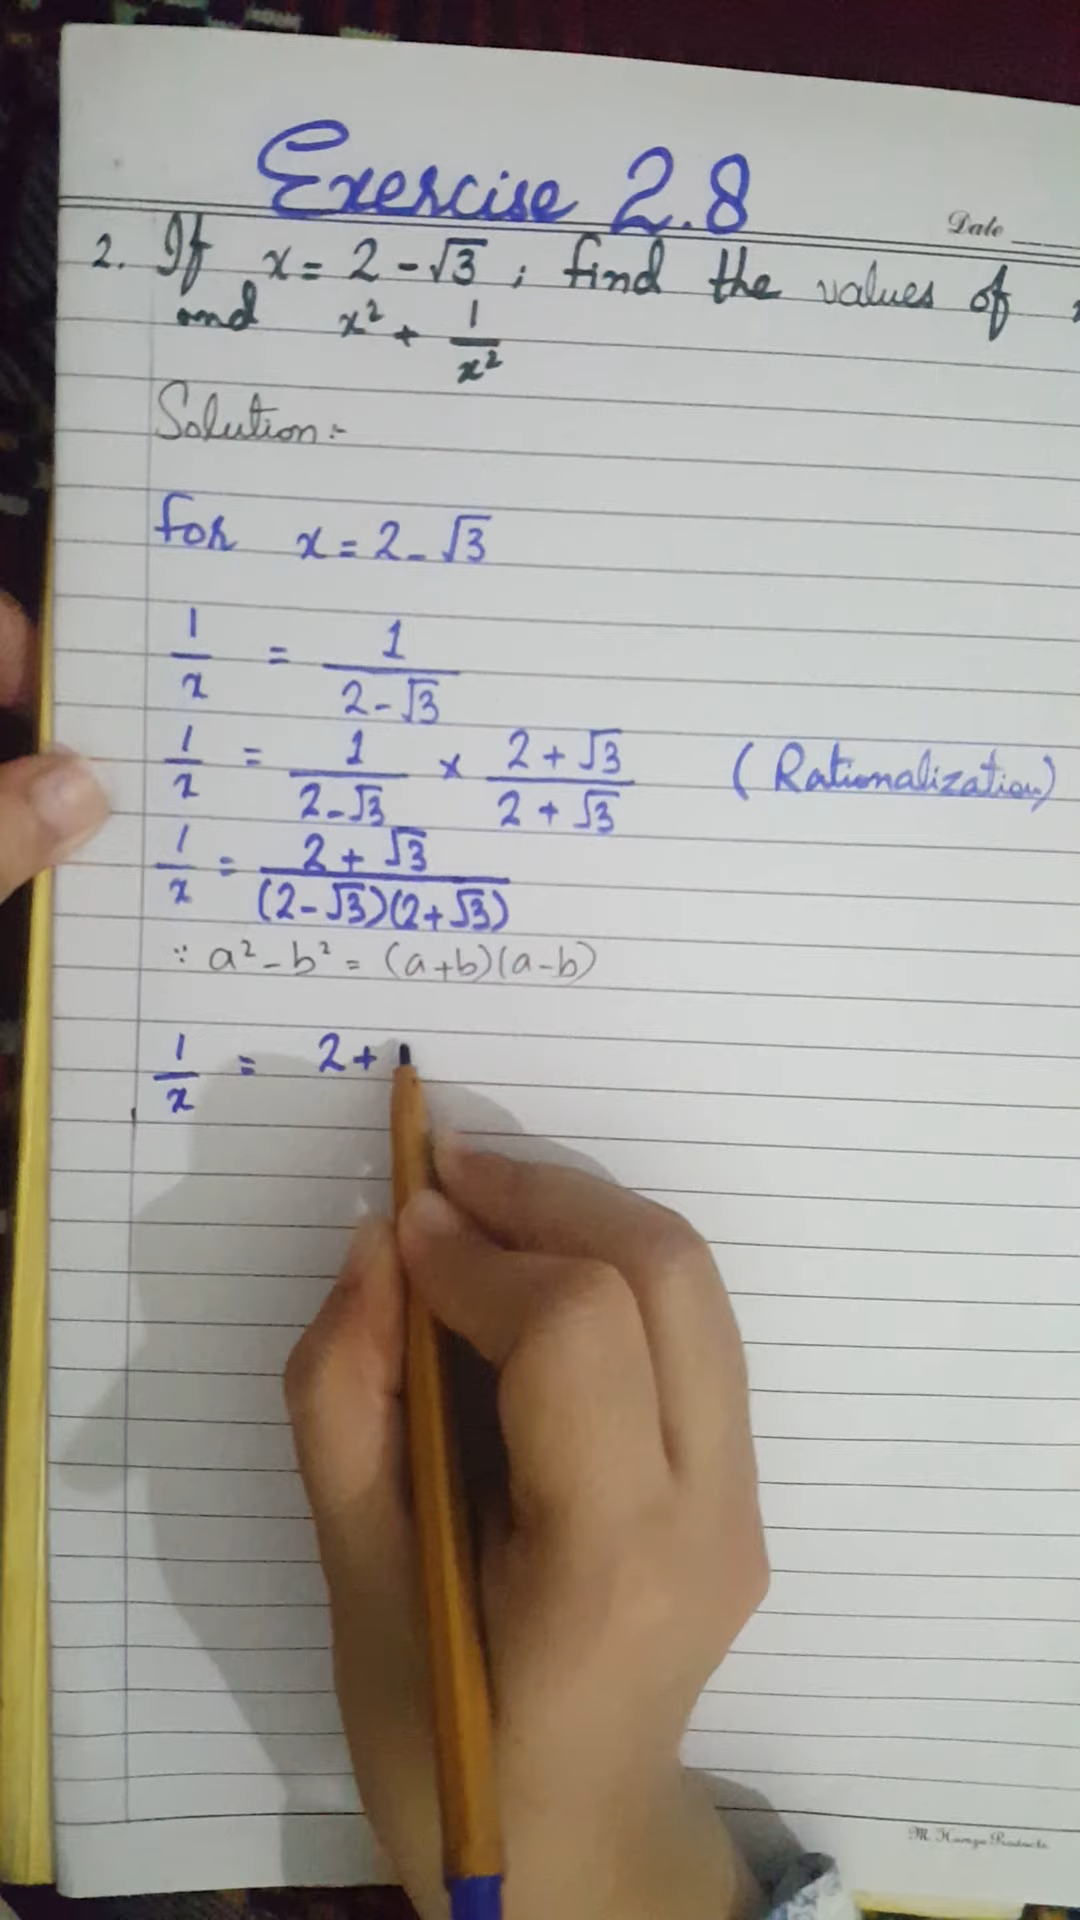 Exercise 2.8
Date
2. If x = 2 - √3 ; find the values of x
and x² + 1/x²
Solution:-
for x = 2 - √3
1/x = 1/(2 - √3)
1/x = 1/(2 - √3) × (2 + √3)/(2 + √3) (Rationalization)
1/x = (2 + √3)/((2 - √3)(2 + √3))
∵ a² - b² = (a+b)(a-b)
1/x = 2 +